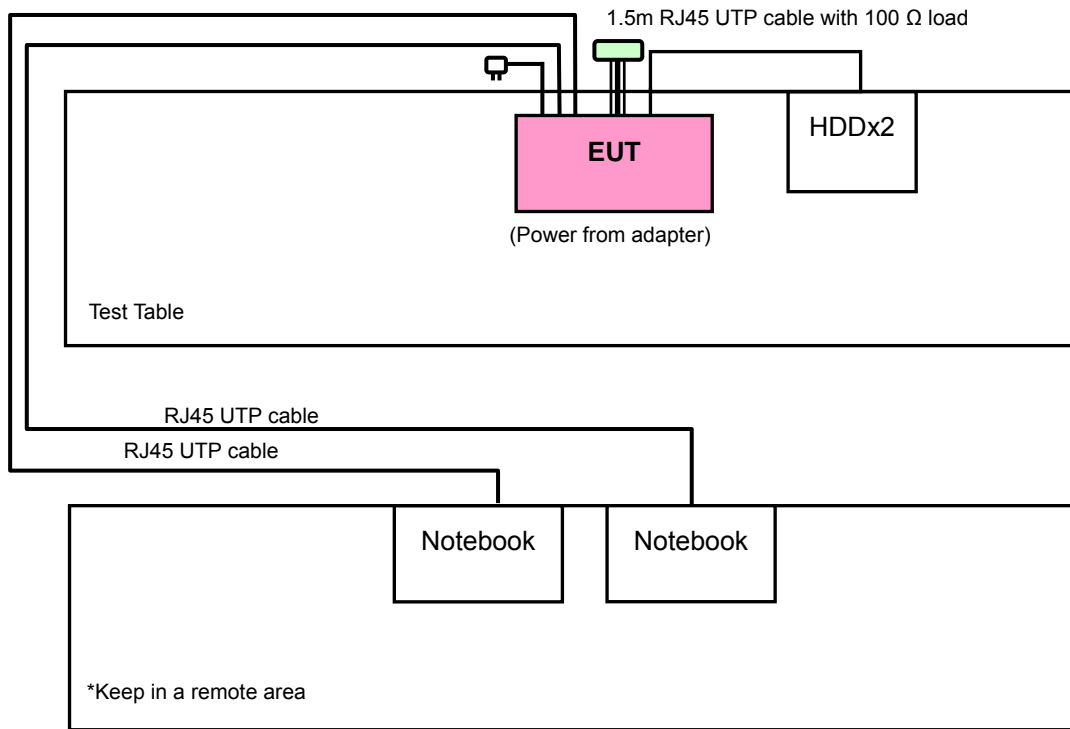 1.5m RJ45 UTP cable with 100 Ω load
HDDx2
EUT
(Power from adapter)
Test Table
RJ45 UTP cable
RJ45 UTP cable
Notebook
Notebook
*Keep in a remote area